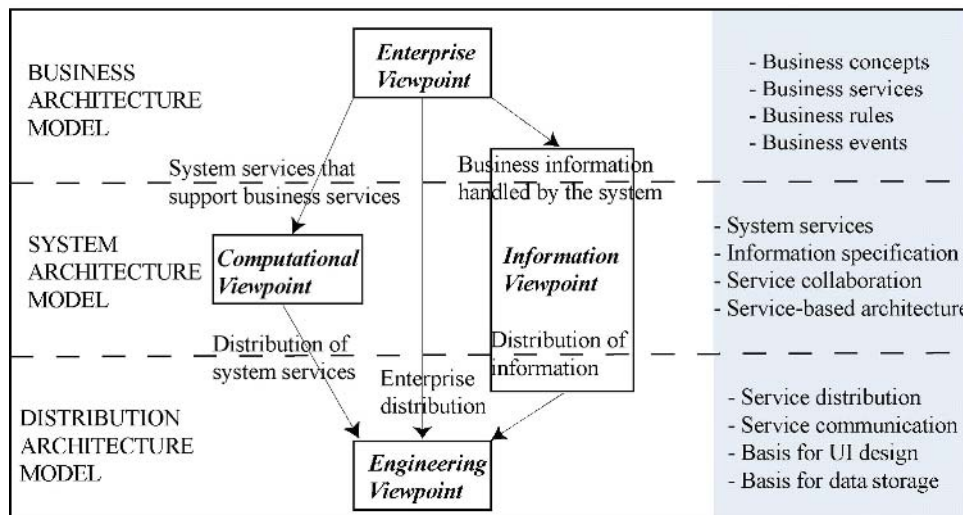 BUSINESS
ARCHITECTURE
MODEL
Enterprise
Viewpoint
- Business concepts
- Business services
- Business rules
- Business events
System services that
support business services
Business information
handled by the system
SYSTEM
ARCHITECTURE
MODEL
Computational
Viewpoint
Information
Viewpoint
- System services
- Information specification
- Service collaboration
- Service-based architecture
Distribution of
system services
Enterprise
distribution
Distribution of
information
DISTRIBUTION
ARCHITECTURE
MODEL
Engineering
Viewpoint
- Service distribution
- Service communication
- Basis for UI design
- Basis for data storage